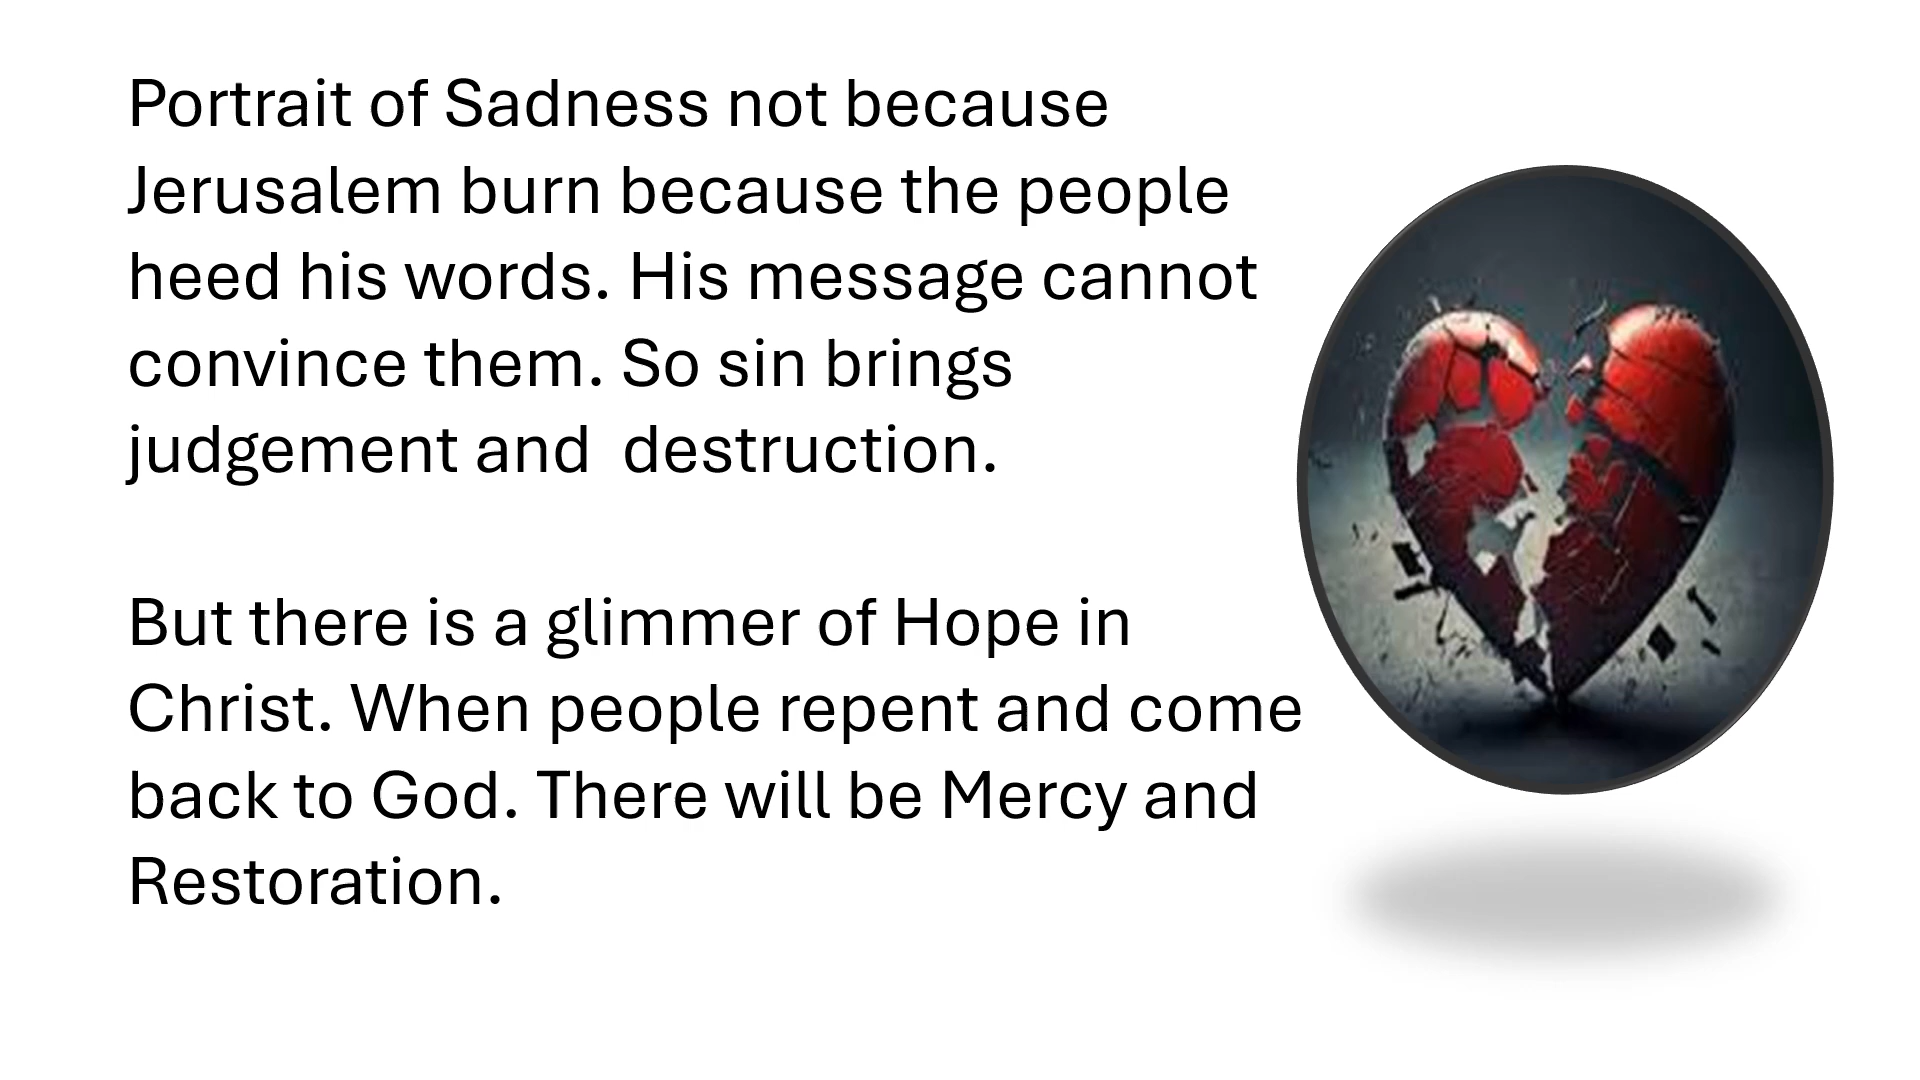 Portrait of Sadness not because
Jerusalem burn because the people
heed his words. His message cannot
convince them. So sin brings
judgement and  destruction.
But there is a glimmer of Hope in
Christ. When people repent and come
back to God. There will be Mercy and
Restoration.